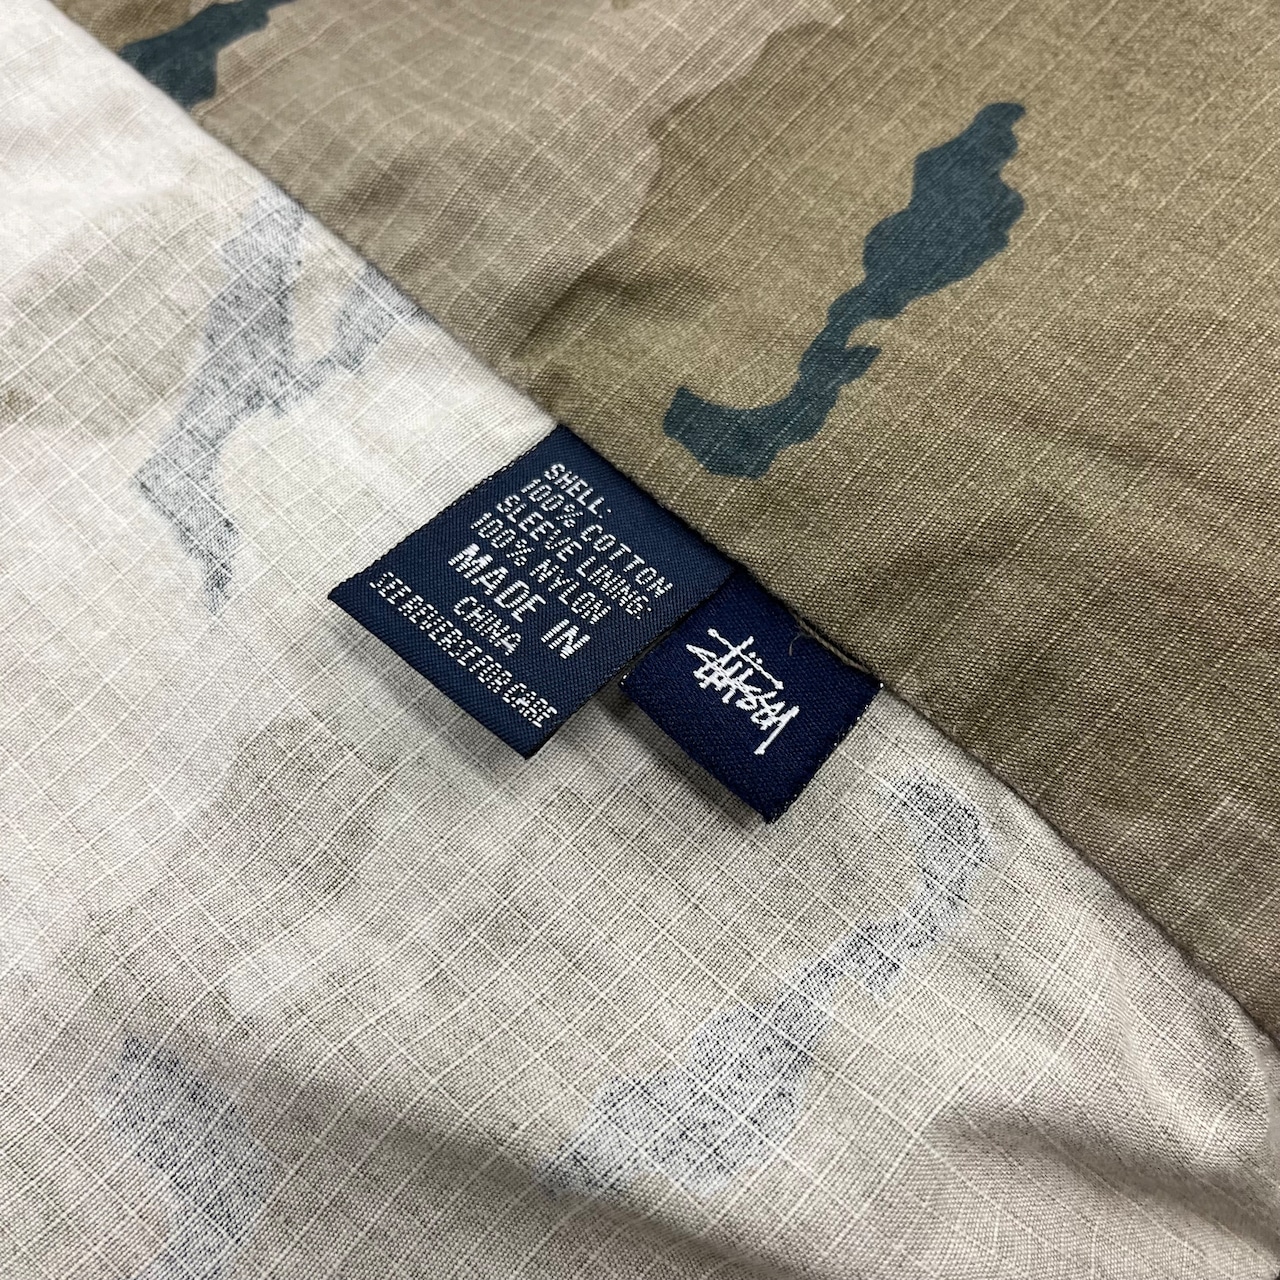 SHELL:
100% COTTON
SLEEVE LINING:
100% NYLON
MADE IN
CHINA
SEE REVERSE FOR CARE
Stüssy